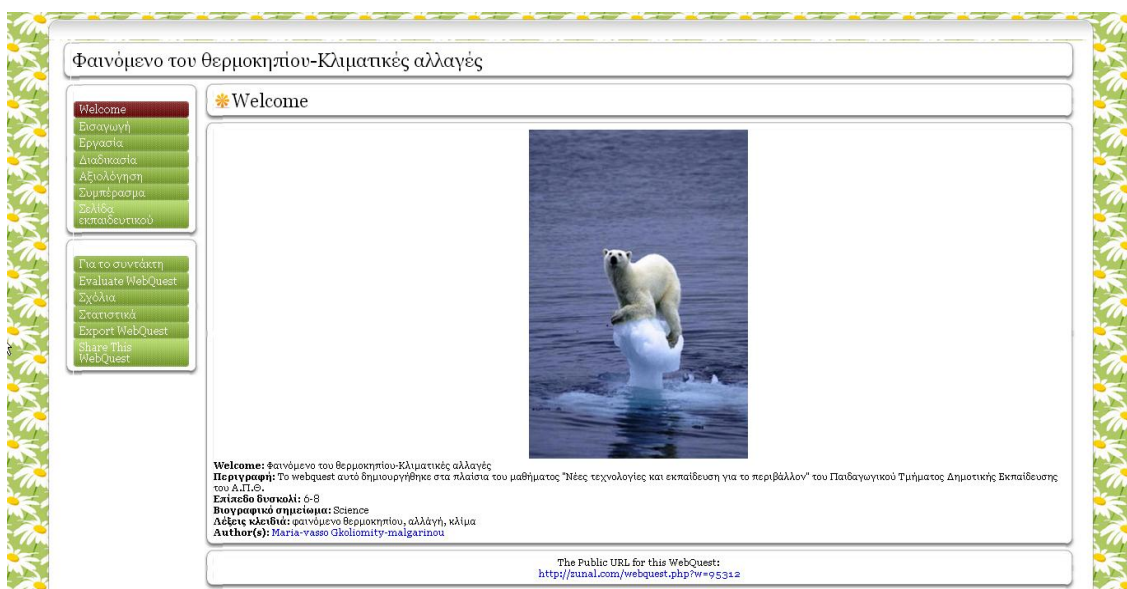 Φαινόμενο του θερμοκηπίου-Κλιματικές αλλαγές
Welcome
Εισαγωγή
Εργασία
Διαδικασία
Αξιολόγηση
Συμπέρασμα
Σελίδα
εκπαιδευτικού
Για το συντάκτη
Evaluate WebQuest
Σχόλια
Στατιστικά
Export WebQuest
Share This
WebQuest
Welcome
Welcome: Φαινόμενο του θερμοκηπίου-Κλιματικές αλλαγές
Περιγραφή: Το webquest αυτό δημιουργήθηκε στα πλαίσια του μαθήματος "Νέες τεχνολογίες και εκπαίδευση για το περιβάλλον" του Παιδαγωγικού Τμήματος Δημοτικής Εκπαίδευσης
του Α.Π.Θ.
Επίπεδο δυσκολί: 6-8
Βιογραφικό σημείωμα: Science
Λέξεις κλειδιά: φαινόμενο θερμοκηπίου, αλλάγή, κλίμα
Author(s): Maria-vasso Gkoliomity-malgarinou
The Public URL for this WebQuest:
http://zunal.com/webquest.php?w=95312